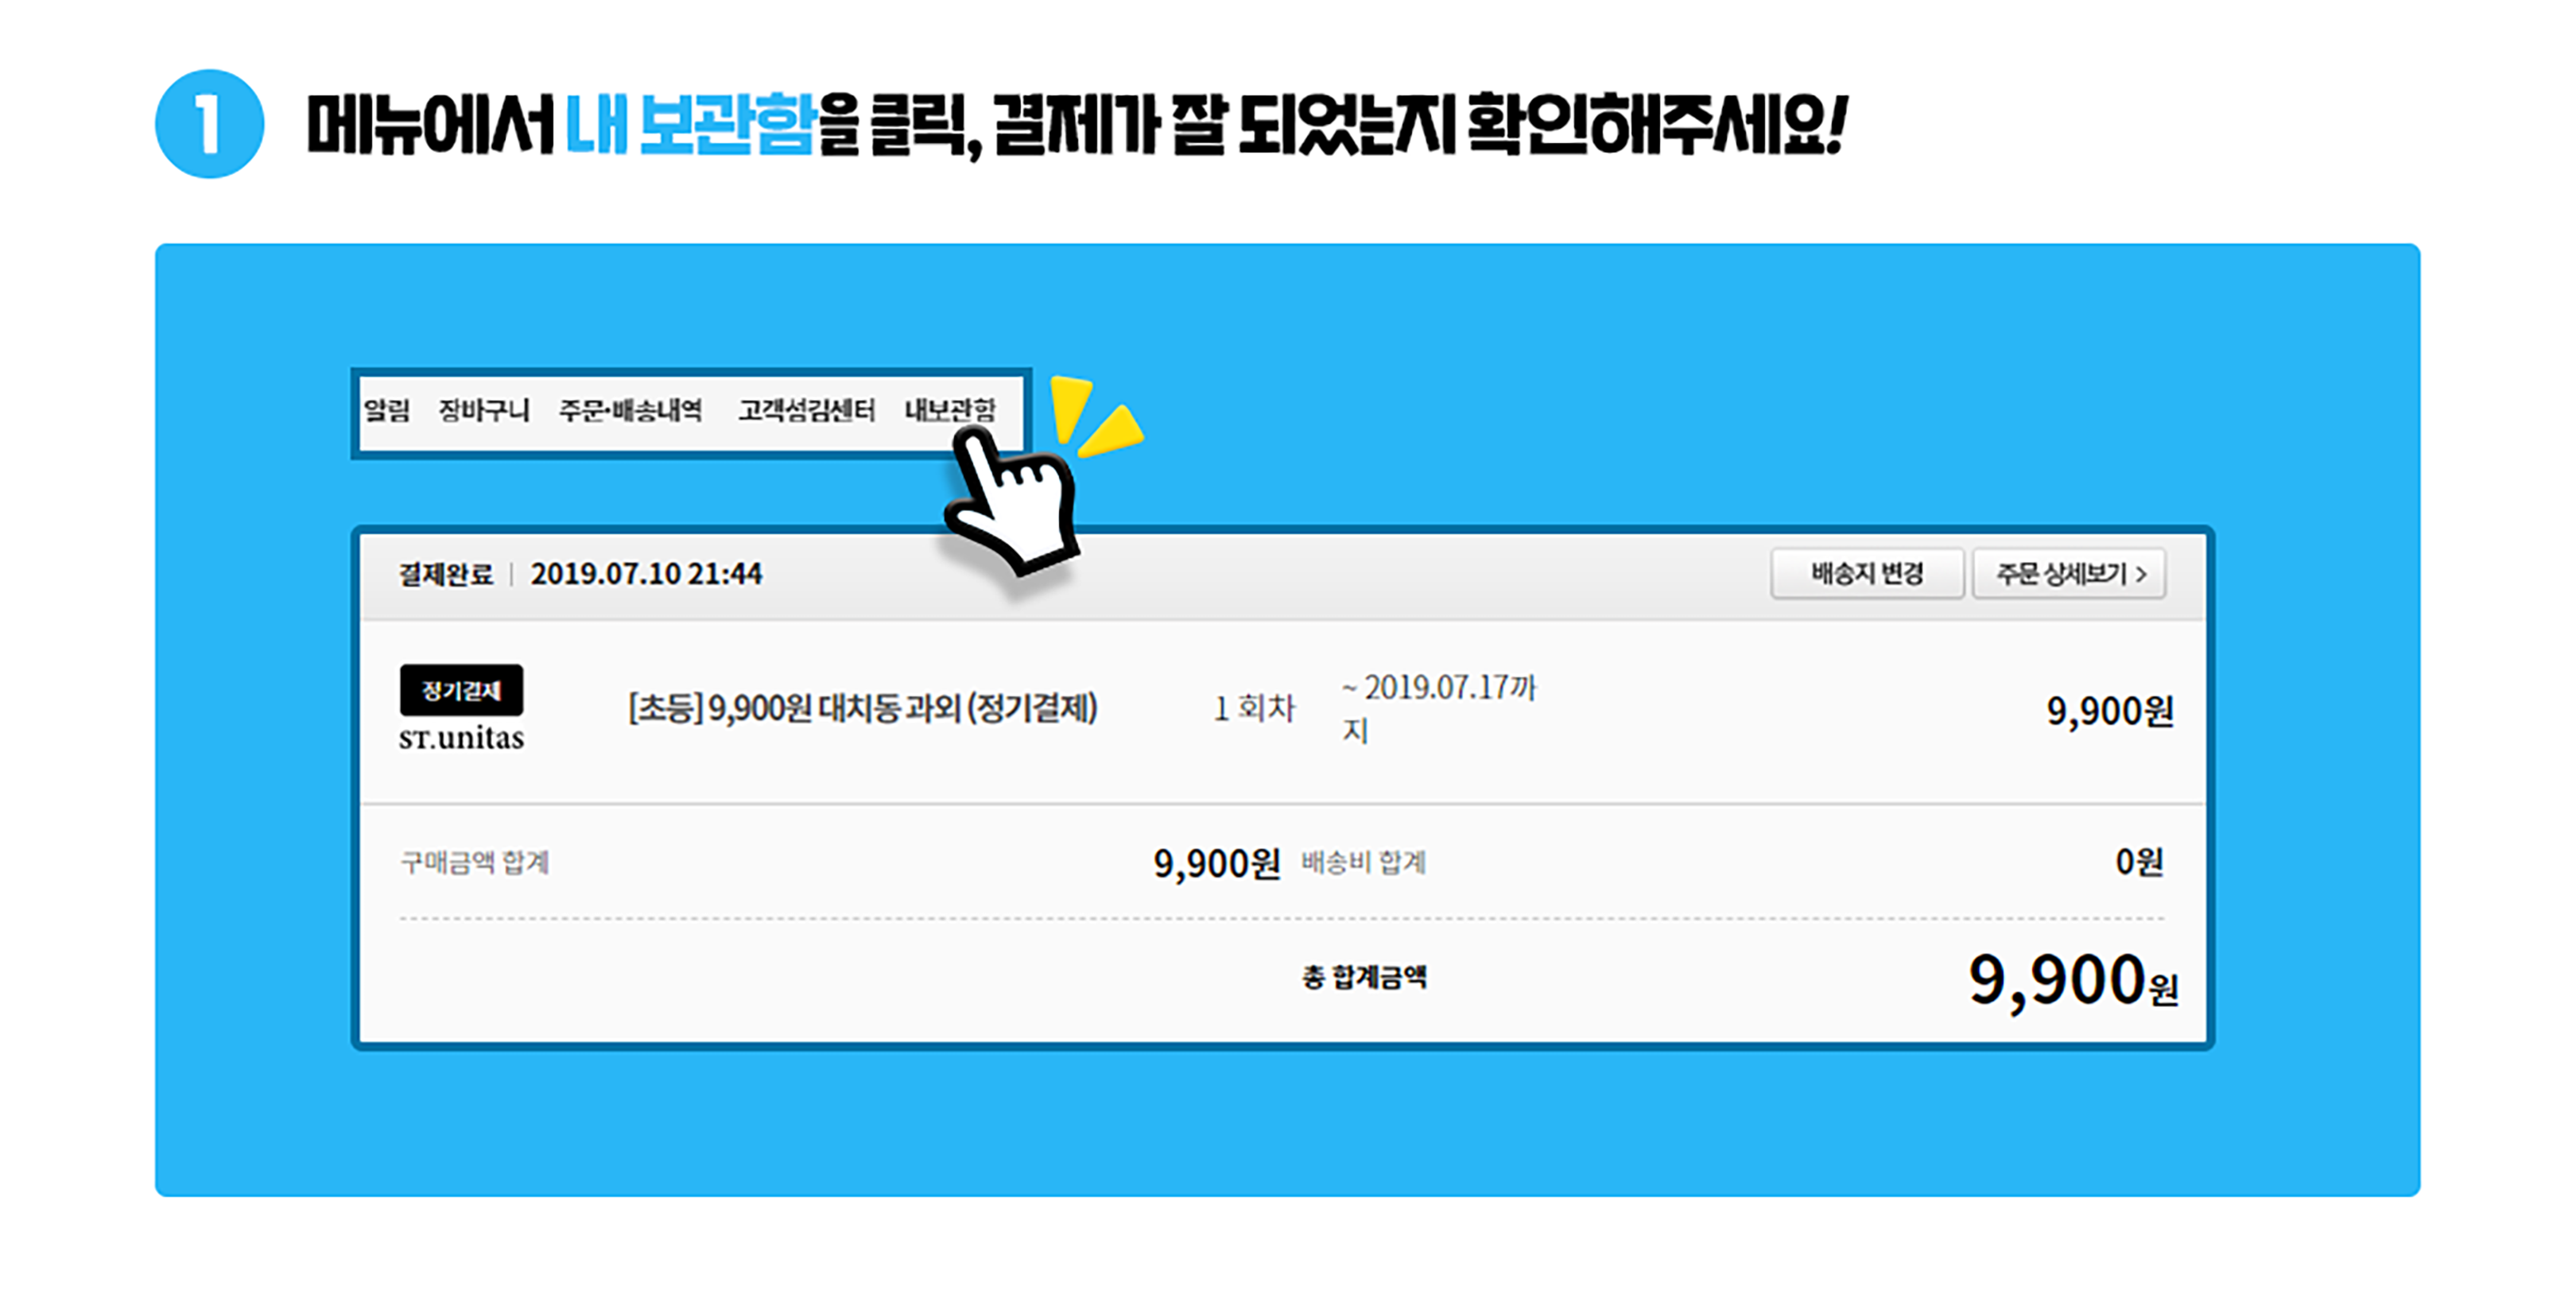 1 메뉴에서 내 보관함을 클릭, 결제가 잘 되었는지 확인해주세요!
알림 장바구니 주문·배송내역 고객섬김센터 내보관함
결제완료 | 2019.07.10 21:44 배송지 변경 주문 상세보기 >
정기결제
ST.unitas
[초등] 9,900원 대치동 과외 (정기결제) 1 회차
~ 2019.07.17까
지
9,900원
구매금액 합계 9,900원 배송비 합계 0원
총 합계금액 9,900원